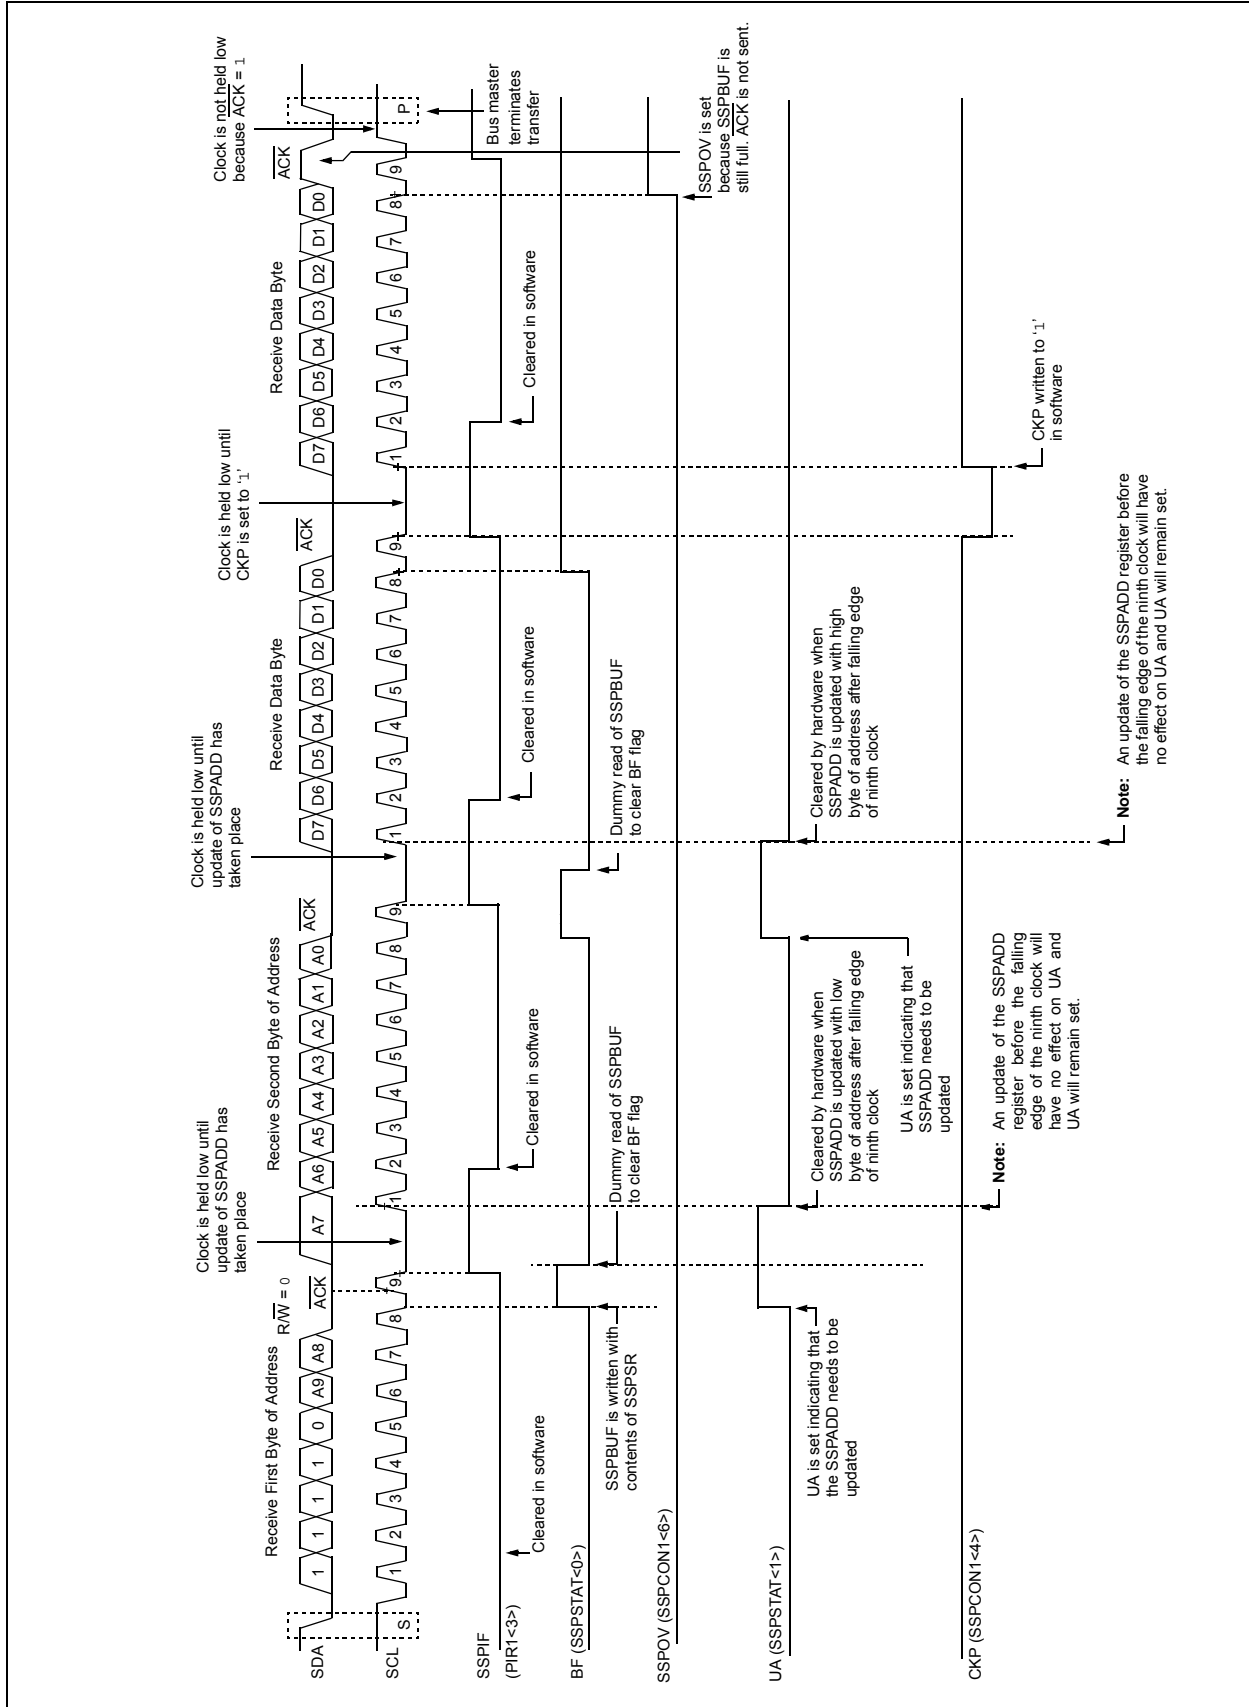 Clock is not held low
because ACK = 1
Clock is held low until
CKP is set to ‘1’
Clock is held low until
update of SSPADD has
taken place
Clock is held low until
update of SSPADD has
taken place
Receive First Byte of Address
R/W = 0
Receive Second Byte of Address
Receive Data Byte
Receive Data Byte
SDA
1 1 1 1 0 A9 A8 ACK A7 A6 A5 A4 A3 A2 A1 A0 ACK D7 D6 D5 D4 D3 D2 D1 D0 ACK D7 D6 D5 D4 D3 D2 D1 D0 ACK
SCL
S 1 2 3 4 5 6 7 8 9 1 2 3 4 5 6 7 8 9 1 2 3 4 5 6 7 8 9 1 2 3 4 5 6 7 8 9 P
Bus master
terminates
transfer
SSPIF
(PIR1<3>)
Cleared in software
Cleared in software
Cleared in software
Cleared in software
BF (SSPSTAT<0>)
SSPBUF is written with
contents of SSPSR
Dummy read of SSPBUF
to clear BF flag
Dummy read of SSPBUF
to clear BF flag
SSPOV (SSPCON1<6>)
SSPOV is set
because SSPBUF is
still full. ACK is not sent.
UA (SSPSTAT<1>)
UA is set indicating that
the SSPADD needs to be
updated
Cleared by hardware when
SSPADD is updated with low
byte of address after falling edge
of ninth clock
UA is set indicating that
SSPADD needs to be
updated
Cleared by hardware when
SSPADD is updated with high
byte of address after falling edge
of ninth clock
CKP (SSPCON1<4>)
CKP written to ‘1’
in software
Note: An update of the SSPADD
register before the falling
edge of the ninth clock will
have no effect on UA and
UA will remain set.
Note: An update of the SSPADD register before
the falling edge of the ninth clock will have
no effect on UA and UA will remain set.